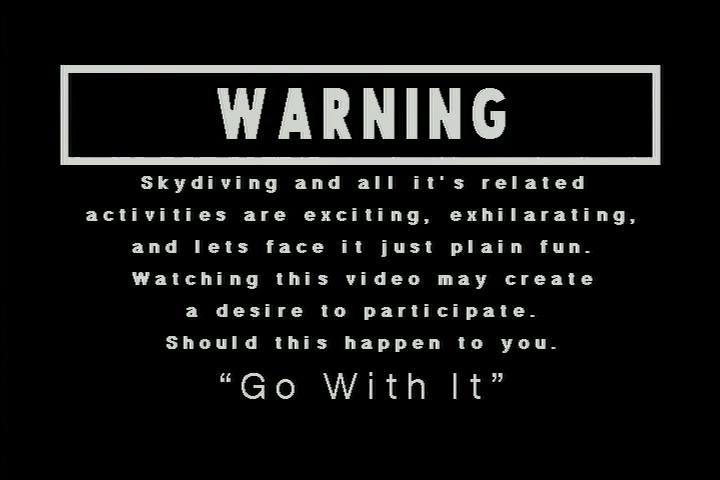 WARNING
Skydiving and all it's related
activities are exciting, exhilarating,
and lets face it just plain fun.
Watching this video may create
a desire to participate.
Should this happen to you.
“Go With It”